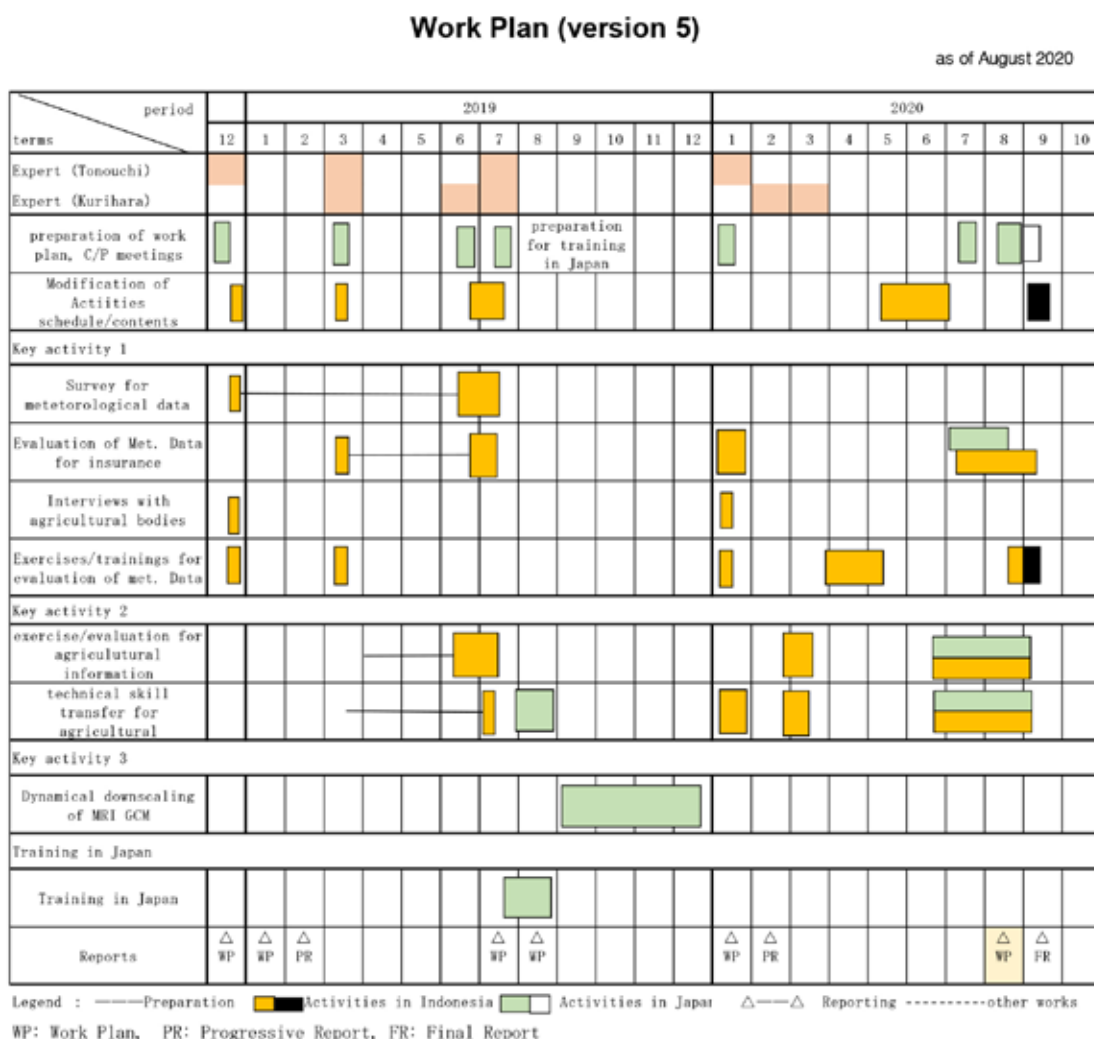 Work Plan (version 5)
as of August 2020
period 2019 2020
terms 12 1 2 3 4 5 6 7 8 9 10 11 12 1 2 3 4 5 6 7 8 9 10
Expert (Tonouchi)
Expert (Kurihara)
preparation of work
plan, C/P meetings
preparation
for training
in Japan
Modification of
Actiities
schedule/contents
Key activity 1
Survey for
metetorological data
Evaluation of Met. Data
for insurance
Interviews with
agricultural bodies
Exercises/trainings for
evaluation of met. Data
Key activity 2
exercise/evaluation for
agriculutural
information
technical skill
transfer for
agricultural
Key activity 3
Dynamical downscaling
of MRI GCM
Training in Japan
Training in Japan
Reports
△ △ △ △ △ △ △ △ △
WP WP PR WP WP WP PR WP FR
Legend : ―――Preparation Activities in Indonesia Activities in Japan △――△ Reporting ----------other works
WP: Work Plan, PR: Progressive Report, FR: Final Report